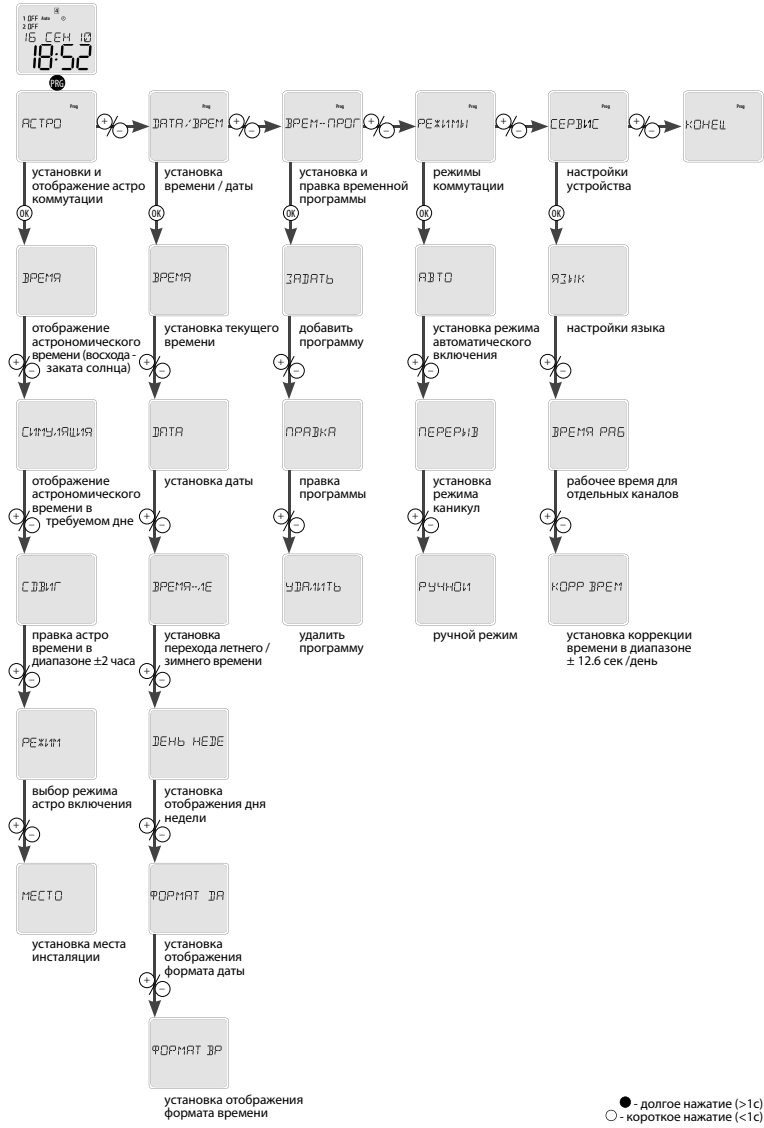 1 OFF Auto
2 OFF
16 СЕН 10
18:52
PRG
Prog
АСТРО
+
−
Prog
ДАТА/ВРЕМ
+
−
Prog
ВРЕМ--ПРОГ
+
−
Prog
РЕЖИМЫ
+
−
Prog
СЕРВИС
+
−
Prog
КОНЕЦ
установки и
отображение астро
коммутации
установка
времени / даты
установка и
правка временной
программы
режимы
коммутации
настройки
устройства
OK
OK
OK
OK
OK
ВРЕМЯ
ВРЕМЯ
ЗАДАТЬ
АВТО
ЯЗЫК
отображение
астрономического
времени (восхода -
заката солнца)
установка текущего
времени
добавить
программу
установка режима
автоматического
включения
настройки языка
+
−
+
−
+
−
+
−
+
−
СИМУЛЯЦИЯ
ДАТА
ПРАВКА
ПЕРЕРЫВ
ВРЕМЯ РАБ
отображение
астрономического
времени в
требуемом дне
установка даты
правка
программы
установка
режима
каникул
рабочее время для
отдельных каналов
+
−
+
−
+
−
+
−
+
−
СДВИГ
ВРЕМЯ--ЛЕ
УДАЛИТЬ
РУЧНОИ
КОРР ВРЕМ
правка астро
времени в
диапазоне ±2 часа
установка
перехода летнего /
зимнего времени
удалить
программу
ручной режим
установка коррекции
времени в диапазоне
± 12.6 сек /день
+
−
+
−
РЕЖИМ
ДЕНЬ НЕДЕ
выбор режима
астро включения
установка
отображения дня
недели
+
−
+
−
МЕСТО
ФОРМАТ DA
установка места
инсталяции
установка
отображения
формата даты
+
−
ФОРМАТ ВР
установка отображения
формата времени
- долгое нажатие (>1с)
- короткое нажатие (<1с)